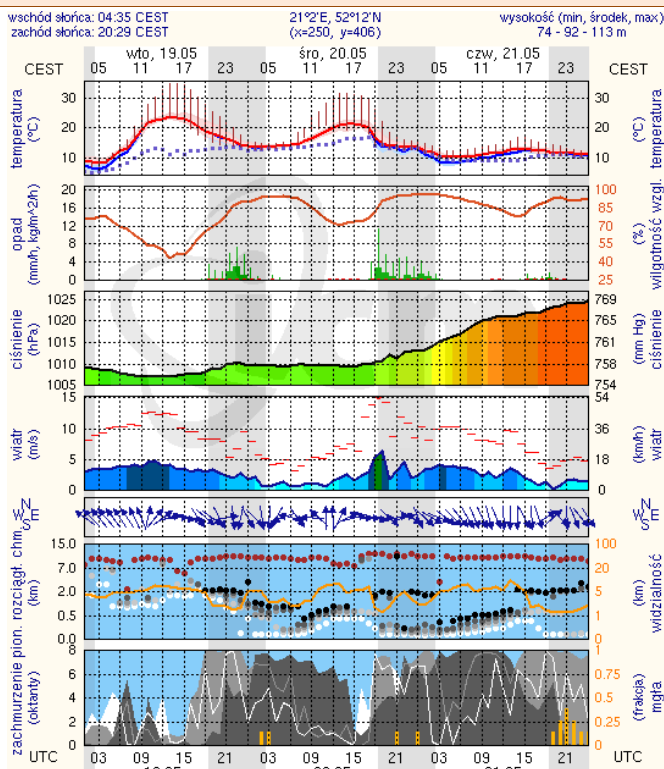 wschód słońca: 04:35 CEST 21°2'E, 52°12'N wysokość (min, środek, max)
zachód słońca: 20:29 CEST (x=250, y=406) 74 - 92 - 113 m
wto, 19.05 śro, 20.05 czw, 21.05
CEST 05 11 17 23 05 11 17 23 05 11 17 23 CEST
temperatura (°C) 30 20 10 30 20 10 (°C) temperatura
opad (mm/h, kg/m^2/h) 20 16 12 8 4 0 100 85 70 55 40 25 (%) wilgotność wzgl.
ciśnienie (hPa) 1025 1020 1015 1010 1005 769 765 761 758 754 (mm Hg) ciśnienie
wiatr (m/s) 15 10 5 0 54 36 18 0 (km/h) wiatr
N W E S N W E S
pion. rozciągł. chm. (km) 15.0 7.0 2.0 0.5 0.0 100 20 5 1 0 (km) widzialność
zachmurzenie (oktanty) 8 6 4 2 0 1 0.75 0.5 0.25 0 (frakcja) mgła
UTC 03 09 15 21 03 09 15 21 03 09 15 21 UTC